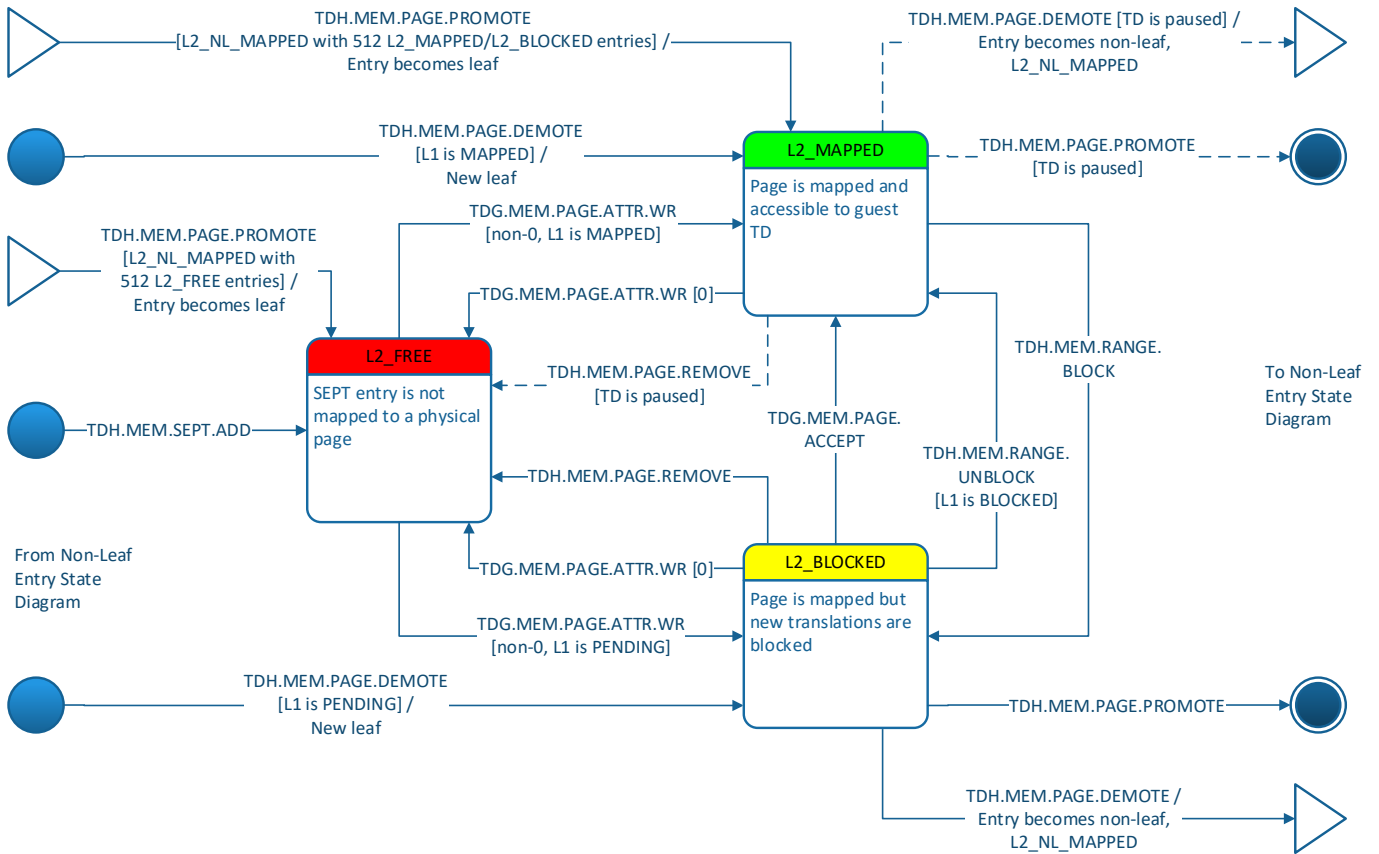 TDH.MEM.PAGE.PROMOTE
[L2_NL_MAPPED with 512 L2_MAPPED/L2_BLOCKED entries] /
Entry becomes leaf
TDH.MEM.PAGE.DEMOTE [TD is paused] /
Entry becomes non-leaf,
L2_NL_MAPPED
TDH.MEM.PAGE.DEMOTE
[L1 is MAPPED] /
New leaf
L2_MAPPED
Page is mapped and
accessible to guest
TD
TDH.MEM.PAGE.PROMOTE
[TD is paused]
TDH.MEM.PAGE.PROMOTE
[L2_NL_MAPPED with
512 L2_FREE entries] /
Entry becomes leaf
TDG.MEM.PAGE.ATTR.WR
[non-0, L1 is MAPPED]
TDG.MEM.PAGE.ATTR.WR [0]
L2_FREE
SEPT entry is not
mapped to a physical
page
TDH.MEM.PAGE.REMOVE
[TD is paused]
TDH.MEM.RANGE.
BLOCK
To Non-Leaf
Entry State
Diagram
TDH.MEM.SEPT.ADD
TDG.MEM.PAGE.
ACCEPT
TDH.MEM.RANGE.
UNBLOCK
[L1 is BLOCKED]
TDH.MEM.PAGE.REMOVE
From Non-Leaf
Entry State
Diagram
TDG.MEM.PAGE.ATTR.WR [0]
L2_BLOCKED
Page is mapped but
new translations are
blocked
TDG.MEM.PAGE.ATTR.WR
[non-0, L1 is PENDING]
TDH.MEM.PAGE.DEMOTE
[L1 is PENDING] /
New leaf
TDH.MEM.PAGE.PROMOTE
TDH.MEM.PAGE.DEMOTE /
Entry becomes non-leaf,
L2_NL_MAPPED